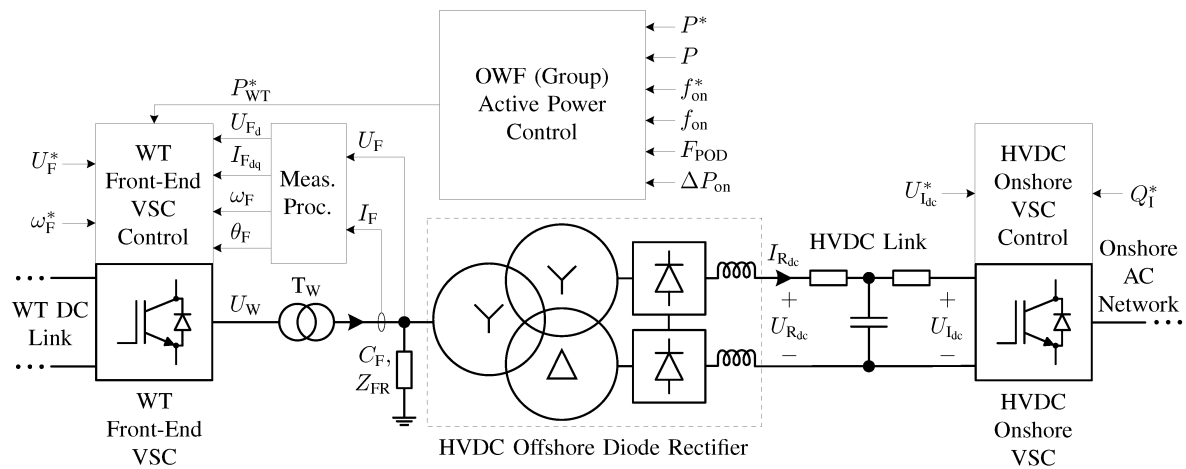 P*
P
f*on
fon
FPOD
ΔPon
OWF (Group)
Active Power
Control
P*WT
UFd
IFdq
ωF
θF
U*F
ω*F
WT
Front-End
VSC
Control
Meas.
Proc.
UF
IF
HVDC
Onshore
VSC
Control
U*Idc
Q*I
WT DC
Link
UW
TW
CF,
ZFR
IRdc
HVDC Link
+
URdc
−
+
UIdc
−
Onshore
AC
Network
WT
Front-End
VSC
HVDC Offshore Diode Rectifier
HVDC
Onshore
VSC